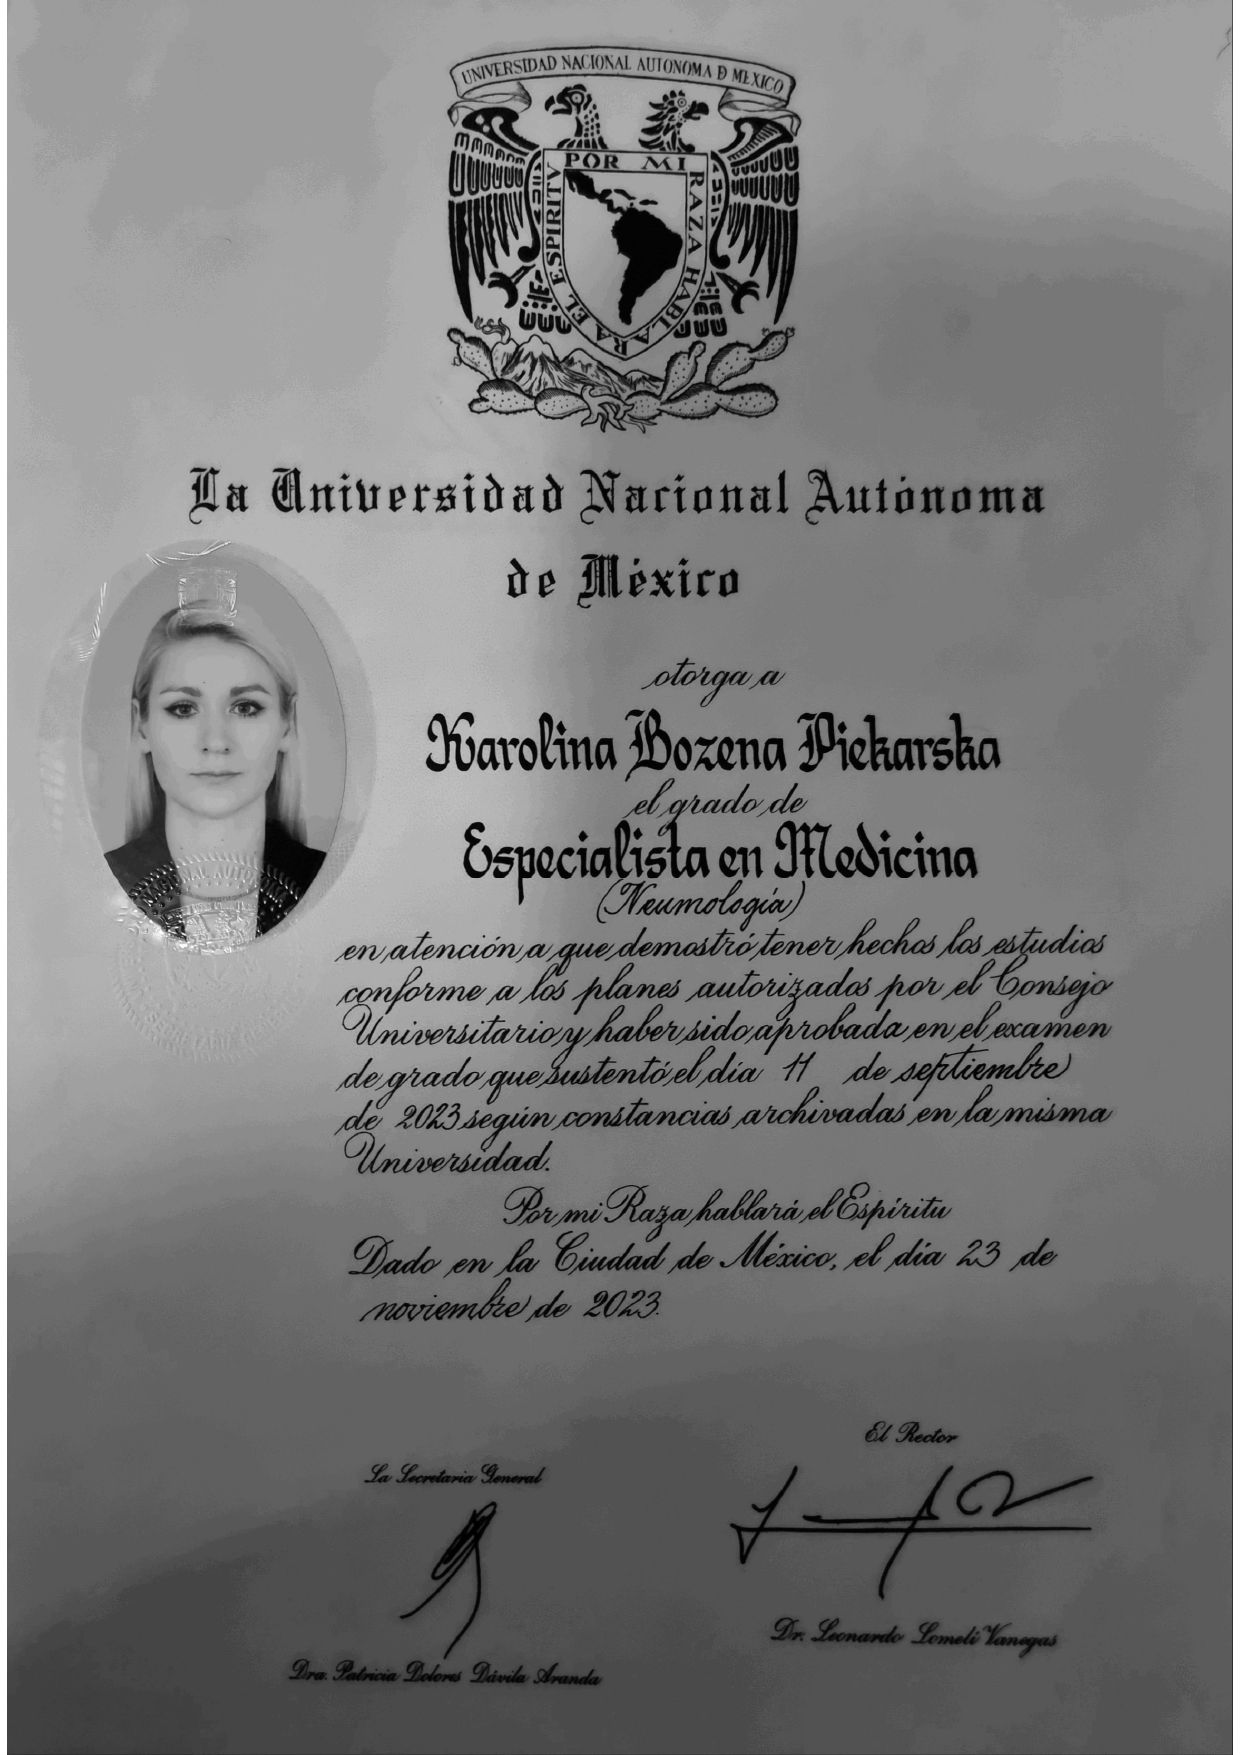 UNIVERSIDAD NACIONAL AUTONOMA D MEXICO
POR MI RAZA HABLARA EL ESPIRITV
La Universidad Nacional Autónoma
de México
otorga a
Karolina Bozena Piekarska
el grado de
Especialista en Medicina
(Neumología)
en atención a que demostró tener hechos los estudios
conforme a los planes autorizados por el Consejo
Universitario y haber sido aprobada en el examen
de grado que sustentó el día 11 de septiembre
de 2023 según constancias archivadas en la misma
Universidad.
Por mi Raza hablará el Espíritu
Dado en la Ciudad de México, el día 23 de
noviembre de 2023.
El Rector
La Secretaria General
Dr. Leonardo Lomelí Vanegas
Dra. Patricia Dolores Dávila Aranda